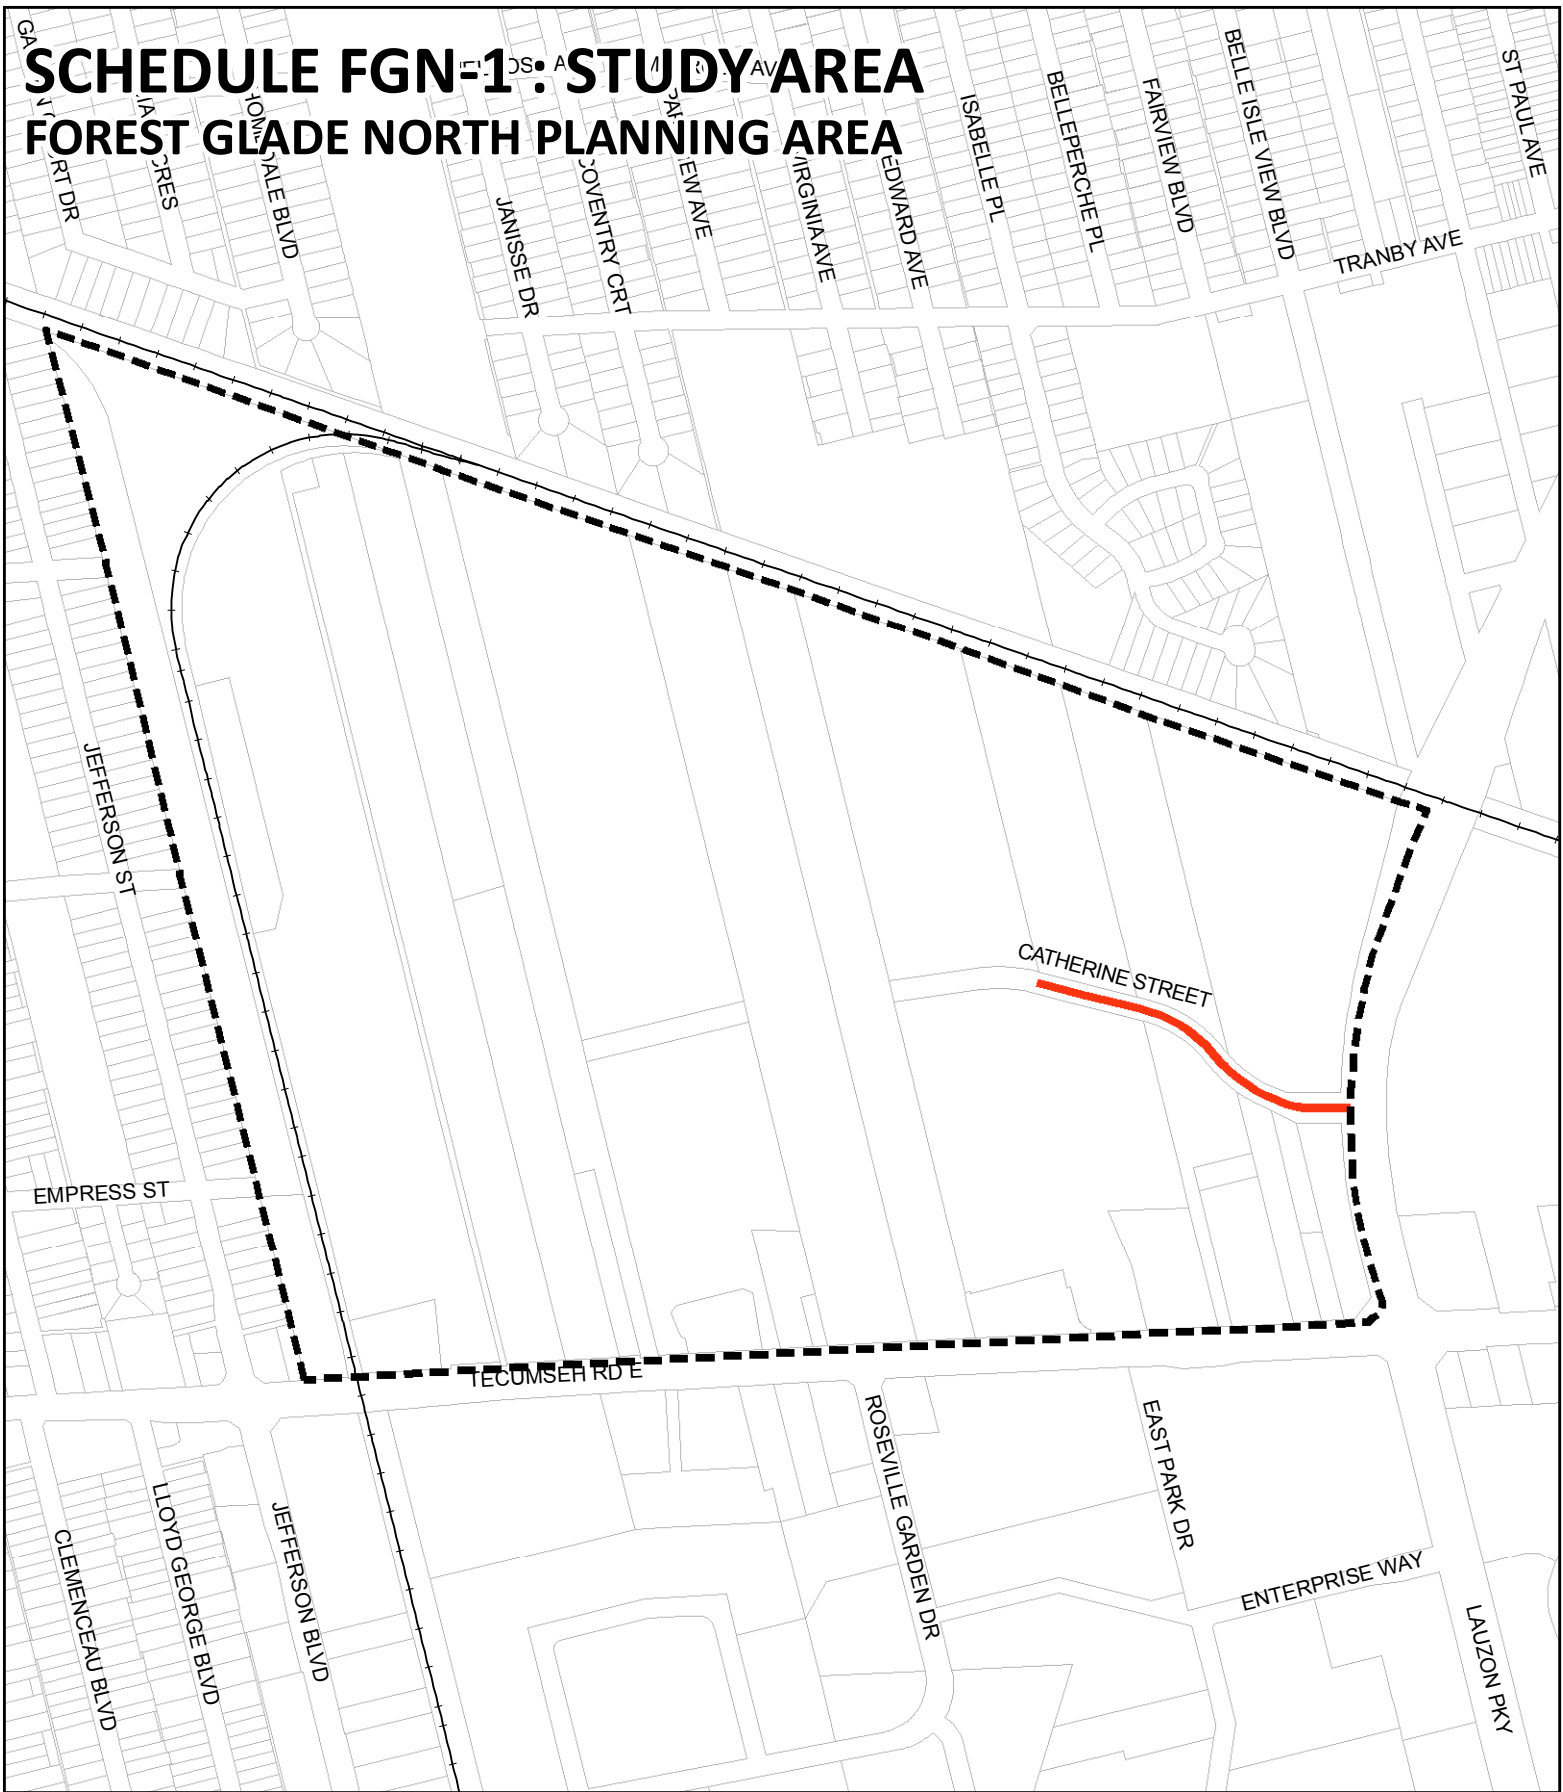 SCHEDULE FGN-1 : STUDY AREA
FOREST GLADE NORTH PLANNING AREA
JANISSE DR
COVENTRY CRT
VIRGINIA AVE
EDWARD AVE
ISABELLE PL
BELLEPERCHE PL
FAIRVIEW BLVD
BELLE ISLE VIEW BLVD
ST PAUL AVE
TRANBY AVE
JEFFERSON ST
CATHERINE STREET
EMPRESS ST
TECUMSEH RD E
ROSEVILLE GARDEN DR
EAST PARK DR
ENTERPRISE WAY
LAUZON PKY
CLEMENCEAU BLVD
LLOYD GEORGE BLVD
JEFFERSON BLVD